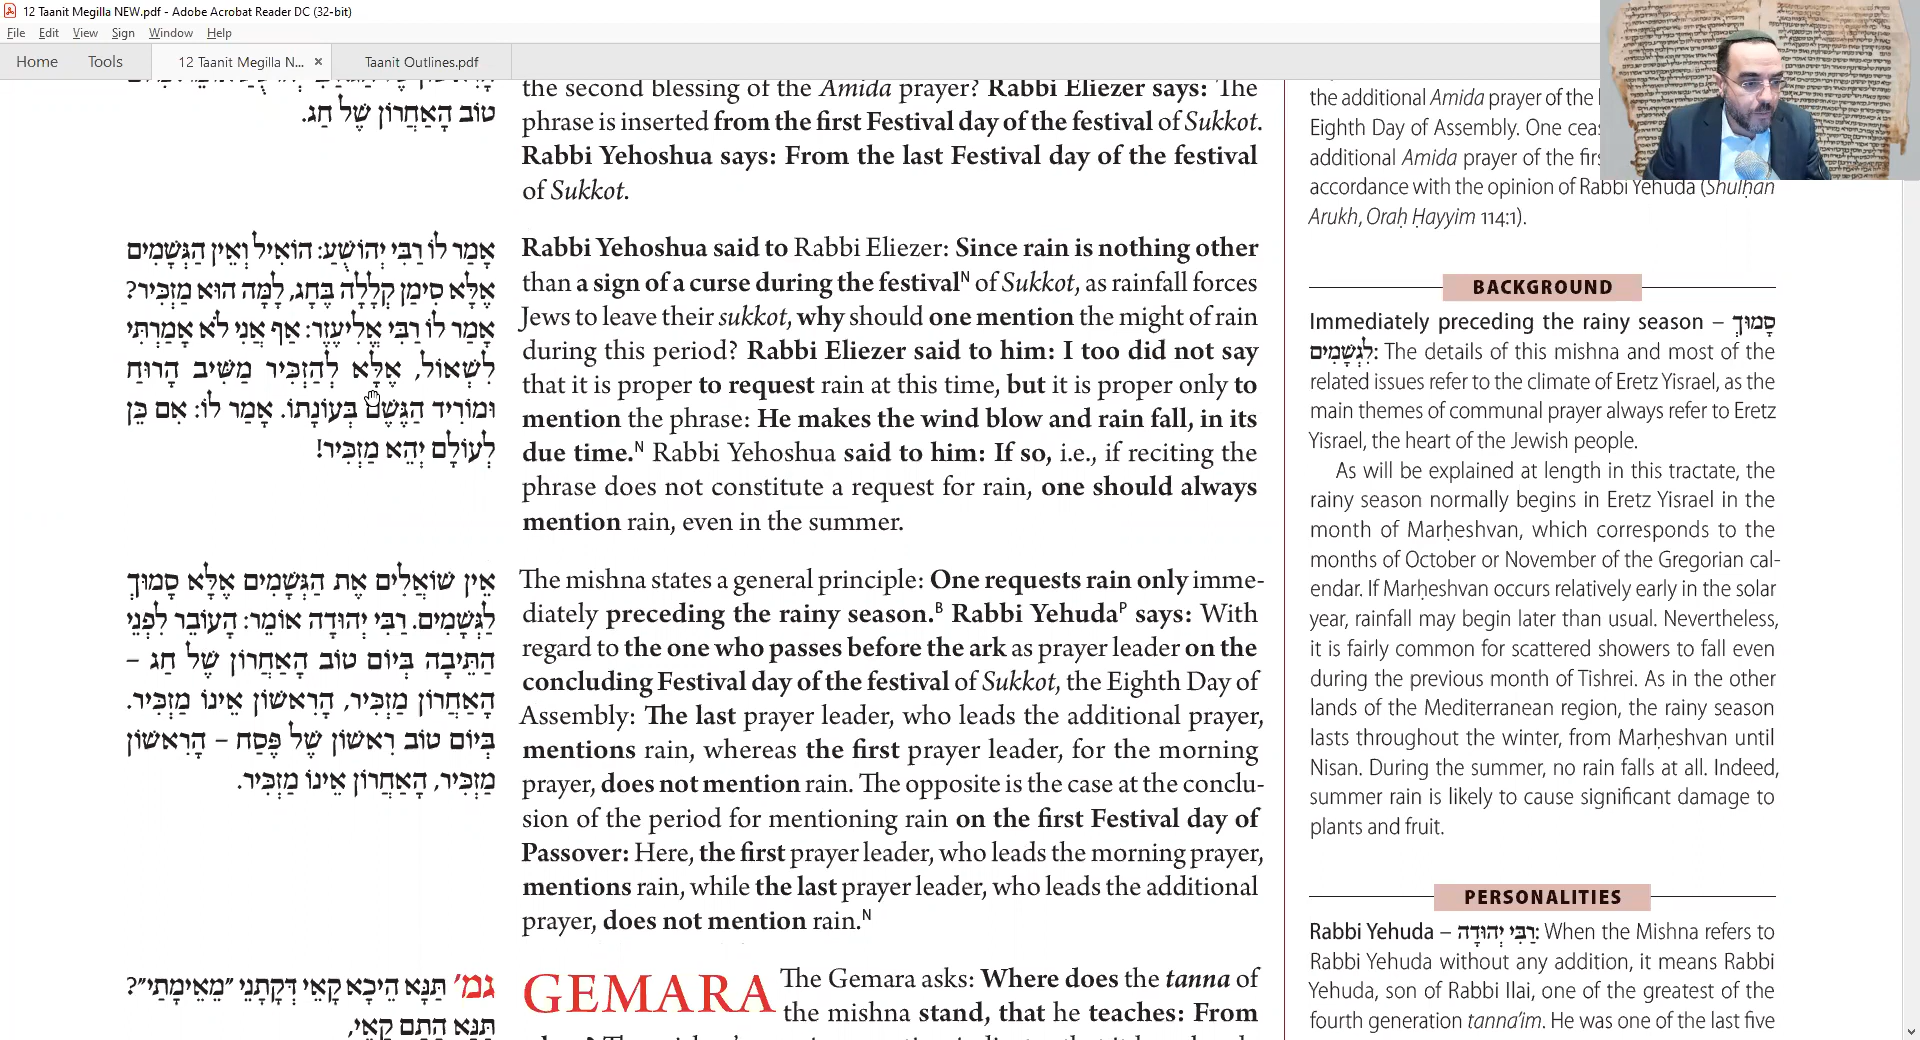 12 Taanit Megilla NEW.pdf - Adobe Acrobat Reader DC (32-bit)
File Edit View Sign Window Help
Home Tools 12 Taanit Megilla N... × Taanit Outlines.pdf
טוֹב הָאַחֲרוֹן שֶׁל חַג.
אָמַר לוֹ רַבִּי יְהוֹשֻׁעַ: הוֹאִיל וְאֵין הַגְּשָׁמִים
אֶלָּא סִימַן קְלָלָה בֶּחָג, לָמָּה הוּא מַזְכִּיר?
אָמַר לוֹ רַבִּי אֱלִיעֶזֶר: אַף אֲנִי לֹא אָמַרְתִּי
לִשְׁאוֹל, אֶלָּא לְהַזְכִּיר מַשִּׁיב הָרוּחַ
וּמוֹרִיד הַגֶּשֶׁם בְּעוֹנָתוֹ. אָמַר לוֹ: אִם כֵּן
לְעוֹלָם יְהֵא מַזְכִּיר!
אֵין שׁוֹאֲלִים אֶת הַגְּשָׁמִים אֶלָּא סָמוּךְ
לַגְּשָׁמִים. רַבִּי יְהוּדָה אוֹמֵר: הָעוֹבֵר לִפְנֵי
הַתֵּיבָה בְּיוֹם טוֹב הָאַחֲרוֹן שֶׁל חַג –
הָאַחֲרוֹן מַזְכִּיר, הָרִאשׁוֹן אֵינוֹ מַזְכִּיר.
בְּיוֹם טוֹב רִאשׁוֹן שֶׁל פֶּסַח – הָרִאשׁוֹן
מַזְכִּיר, הָאַחֲרוֹן אֵינוֹ מַזְכִּיר.
גמ׳ תַּנָּא הֵיכָא קָאֵי דְּקָתָנֵי ״מֵאֵימָתַי״?
תַּנָּא הָתָם קָאֵי,
the second blessing of the Amida prayer? Rabbi Eliezer says: The
phrase is inserted from the first Festival day of the festival of Sukkot.
Rabbi Yehoshua says: From the last Festival day of the festival
of Sukkot.
Rabbi Yehoshua said to Rabbi Eliezer: Since rain is nothing other
than a sign of a curse during the festivalN of Sukkot, as rainfall forces
Jews to leave their sukkot, why should one mention the might of rain
during this period? Rabbi Eliezer said to him: I too did not say
that it is proper to request rain at this time, but it is proper only to
mention the phrase: He makes the wind blow and rain fall, in its
due time.N Rabbi Yehoshua said to him: If so, i.e., if reciting the
phrase does not constitute a request for rain, one should always
mention rain, even in the summer.
The mishna states a general principle: One requests rain only imme-
diately preceding the rainy season.B Rabbi YehudaP says: With
regard to the one who passes before the ark as prayer leader on the
concluding Festival day of the festival of Sukkot, the Eighth Day of
Assembly: The last prayer leader, who leads the additional prayer,
mentions rain, whereas the first prayer leader, for the morning
prayer, does not mention rain. The opposite is the case at the conclu-
sion of the period for mentioning rain on the first Festival day of
Passover: Here, the first prayer leader, who leads the morning prayer,
mentions rain, while the last prayer leader, who leads the additional
prayer, does not mention rain.N
GEMARA The Gemara asks: Where does the tanna of
the mishna stand, that he teaches: From
the additional Amida prayer of the
Eighth Day of Assembly. One
additional Amida prayer of the
accordance with the opinion of Rabbi Yehuda (Shulḥan
Arukh, Oraḥ Ḥayyim 114:1).
BACKGROUND
Immediately preceding the rainy season – סָמוּךְ
לַגְּשָׁמִים: The details of this mishna and most of the
related issues refer to the climate of Eretz Yisrael, as the
main themes of communal prayer always refer to Eretz
Yisrael, the heart of the Jewish people.
As will be explained at length in this tractate, the
rainy season normally begins in Eretz Yisrael in the
month of Marḥeshvan, which corresponds to the
months of October or November of the Gregorian cal-
endar. If Marḥeshvan occurs relatively early in the solar
year, rainfall may begin later than usual. Nevertheless,
it is fairly common for scattered showers to fall even
during the previous month of Tishrei. As in the other
lands of the Mediterranean region, the rainy season
lasts throughout the winter, from Marḥeshvan until
Nisan. During the summer, no rain falls at all. Indeed,
summer rain is likely to cause significant damage to
plants and fruit.
PERSONALITIES
Rabbi Yehuda – רַבִּי יְהוּדָה: When the Mishna refers to
Rabbi Yehuda without any addition, it means Rabbi
Yehuda, son of Rabbi Ilai, one of the greatest of the
fourth generation tanna'im. He was one of the last five